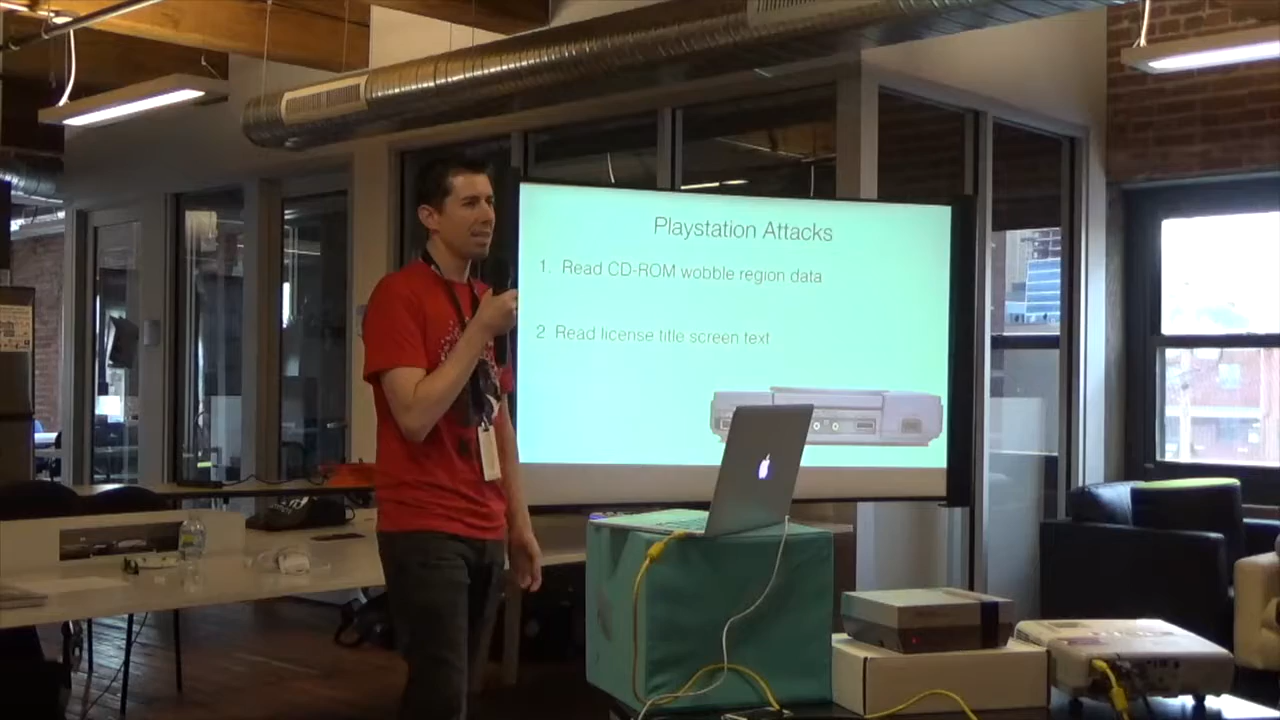 Playstation Attacks
1. Read CD-ROM wobble region data
2 Read license title screen text